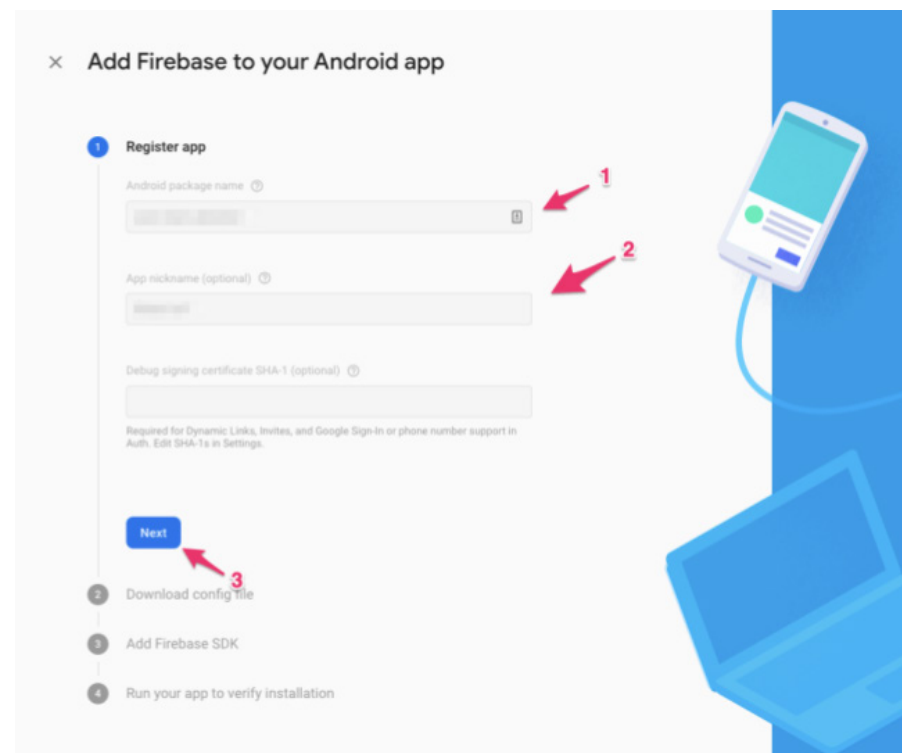 Add Firebase to your Android app
1 Register app
Android package name
1
App nickname (optional)
2
Debug signing certificate SHA-1 (optional)
Required for Dynamic Links, Invites, and Google Sign-In or phone number support in
Auth. Edit SHA-1s in Settings.
Next
3
2 Download config file
3 Add Firebase SDK
4 Run your app to verify installation